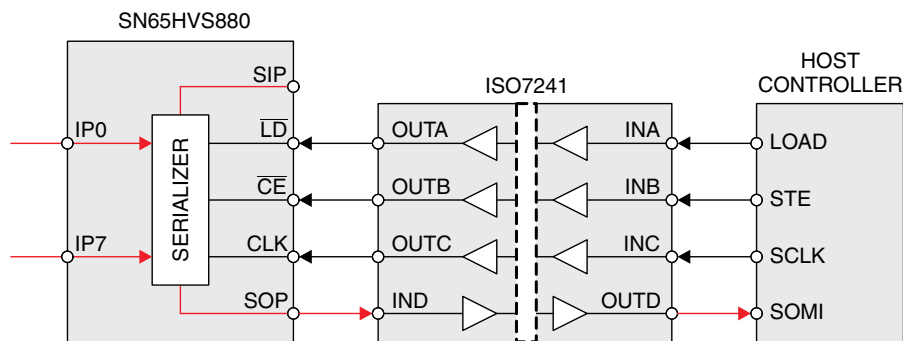 SN65HVS880
SIP
IP0
LD
CE
IP7
CLK
SOP
SERIALIZER
ISO7241
OUTA
INA
OUTB
INB
OUTC
INC
IND
OUTD
HOST
CONTROLLER
LOAD
STE
SCLK
SOMI